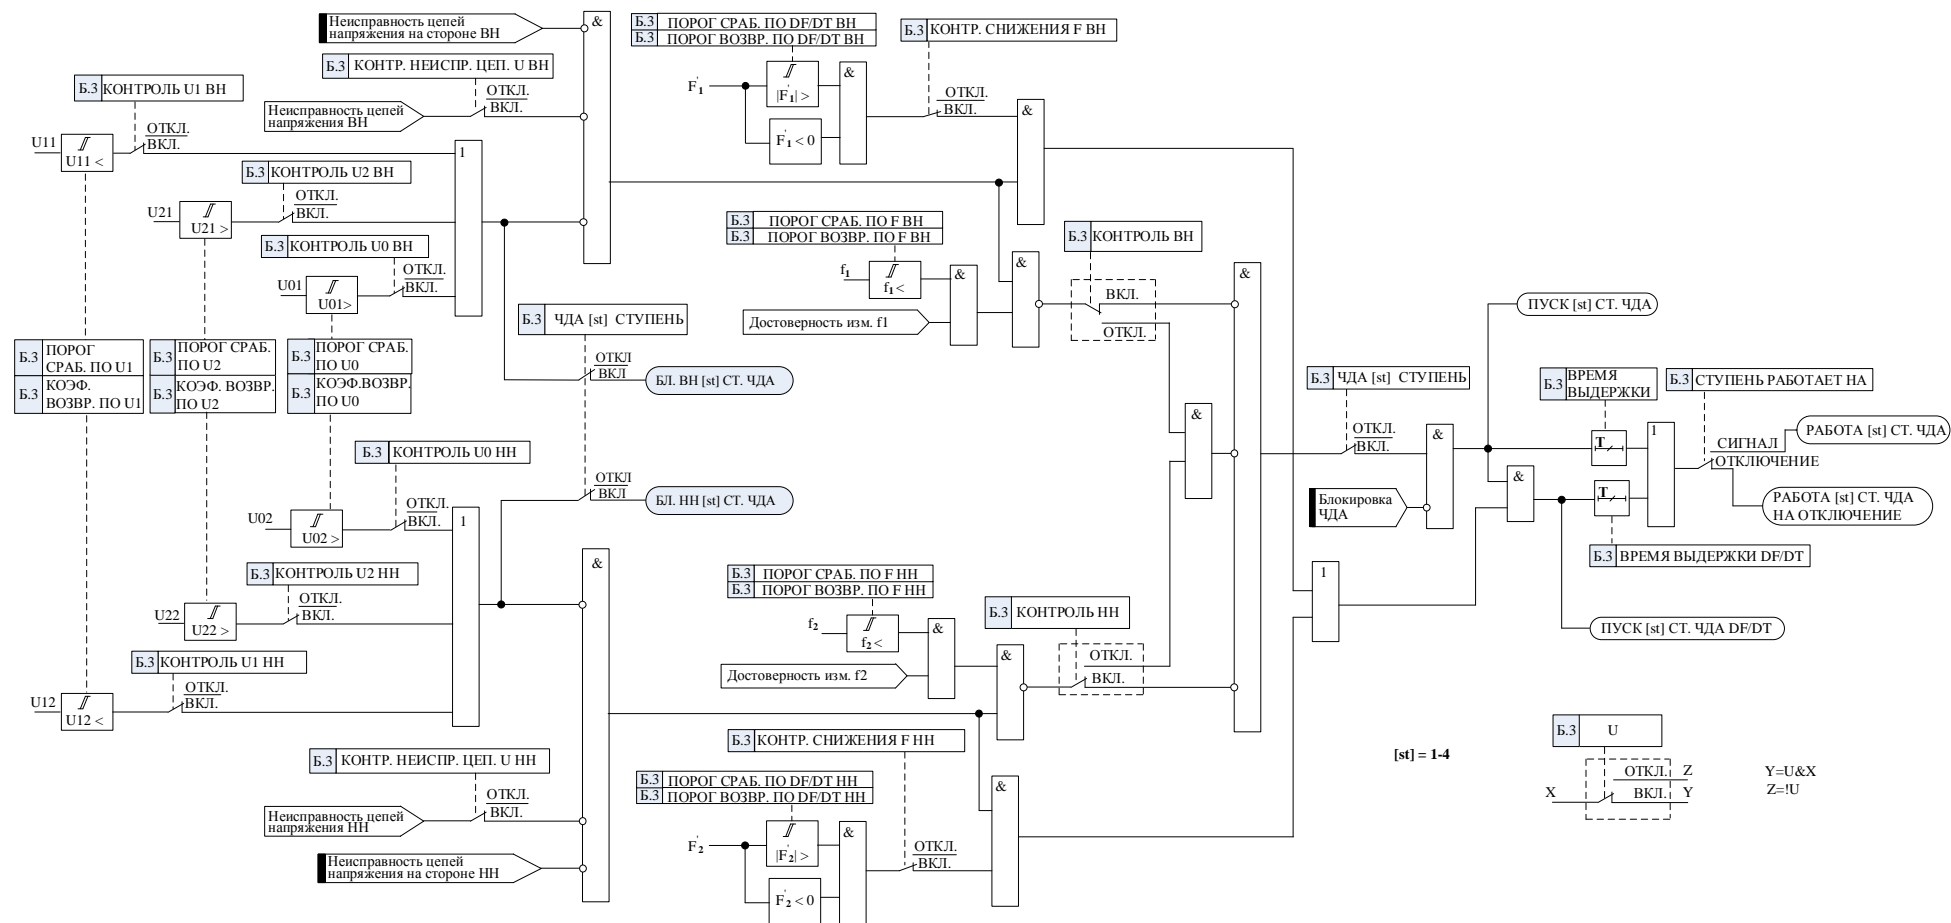 Неисправность цепей
напряжения на стороне ВН
&
Б.3 ПОРОГ СРАБ. ПО DF/DT ВН
Б.3 ПОРОГ ВОЗВР. ПО DF/DT ВН
Б.3 КОНТР. СНИЖЕНИЯ F ВН
Б.3 КОНТР. НЕИСПР. ЦЕП. U ВН
F'1
|F'1| >
&
ОТКЛ.
ВКЛ.
&
Б.3 КОНТРОЛЬ U1 ВН
Неисправность цепей
напряжения ВН
ОТКЛ.
ВКЛ.
F'1 < 0
U11
U11 <
ОТКЛ.
ВКЛ.
1
Б.3 КОНТРОЛЬ U2 ВН
U21
U21 >
ОТКЛ.
ВКЛ.
Б.3 ПОРОГ СРАБ. ПО F ВН
Б.3 ПОРОГ ВОЗВР. ПО F ВН
Б.3 КОНТРОЛЬ ВН
Б.3 КОНТРОЛЬ U0 ВН
U01
U01>
ОТКЛ.
ВКЛ.
f1
f1 <
&
&
ВКЛ.
ОТКЛ.
&
Достоверность изм. f1
ПУСК [st] СТ. ЧДА
Б.3 ЧДА [st] СТУПЕНЬ
ОТКЛ
ВКЛ
БЛ. ВН [st] СТ. ЧДА
Б.3 ПОРОГ
СРАБ. ПО U1
Б.3 КОЭФ.
ВОЗВР. ПО U1
Б.3 ПОРОГ СРАБ.
ПО U2
Б.3 КОЭФ. ВОЗВР.
ПО U2
Б.3 ПОРОГ СРАБ.
ПО U0
Б.3 КОЭФ.ВОЗВР.
ПО U0
Б.3 ЧДА [st] СТУПЕНЬ
Б.3 ВРЕМЯ
ВЫДЕРЖКИ
Б.3 СТУПЕНЬ РАБОТАЕТ НА
&
ОТКЛ.
ВКЛ.
&
T
1
СИГНАЛ
ОТКЛЮЧЕНИЕ
РАБОТА [st] СТ. ЧДА
Б.3 КОНТРОЛЬ U0 НН
ОТКЛ
ВКЛ
БЛ. НН [st] СТ. ЧДА
Блокировка
ЧДА
&
T
РАБОТА [st] СТ. ЧДА
НА ОТКЛЮЧЕНИЕ
U02
U02 >
ОТКЛ.
ВКЛ.
1
Б.3 ВРЕМЯ ВЫДЕРЖКИ DF/DT
&
Б.3 КОНТРОЛЬ U2 НН
Б.3 ПОРОГ СРАБ. ПО F НН
Б.3 ПОРОГ ВОЗВР. ПО F НН
1
U22
U22 >
ОТКЛ.
ВКЛ.
Б.3 КОНТРОЛЬ НН
f2
f2 <
&
ПУСК [st] СТ. ЧДА DF/DT
Б.3 КОНТРОЛЬ U1 НН
Достоверность изм. f2
&
ОТКЛ.
ВКЛ.
U12
U12 <
ОТКЛ.
ВКЛ.
Б.3 КОНТР. СНИЖЕНИЯ F НН
Б.3 U
[st] = 1-4
Б.3 КОНТР. НЕИСПР. ЦЕП. U НН
Б.3 ПОРОГ СРАБ. ПО DF/DT НН
Б.3 ПОРОГ ВОЗВР. ПО DF/DT НН
&
X
ОТКЛ. Z
ВКЛ. Y
Y=U&X
Z=!U
Неисправность цепей
напряжения НН
ОТКЛ.
ВКЛ.
F'2
|F'2| >
&
ОТКЛ.
ВКЛ.
Неисправность цепей
напряжения на стороне НН
F'2 < 0